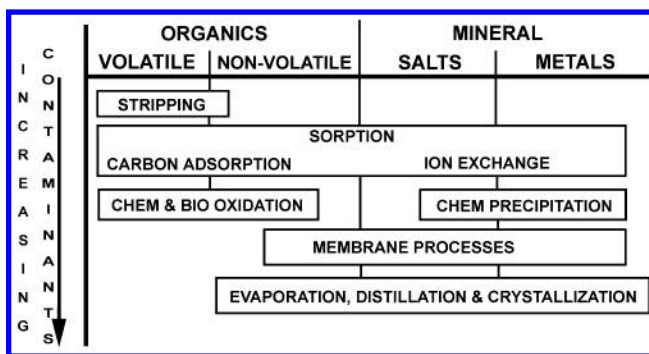 INCREASING
CONTAMINANTS
ORGANICS MINERAL
VOLATILE NON-VOLATILE SALTS METALS
STRIPPING
SORPTION
CARBON ADSORPTION ION EXCHANGE
CHEM & BIO OXIDATION CHEM PRECIPITATION
MEMBRANE PROCESSES
EVAPORATION, DISTILLATION & CRYSTALLIZATION